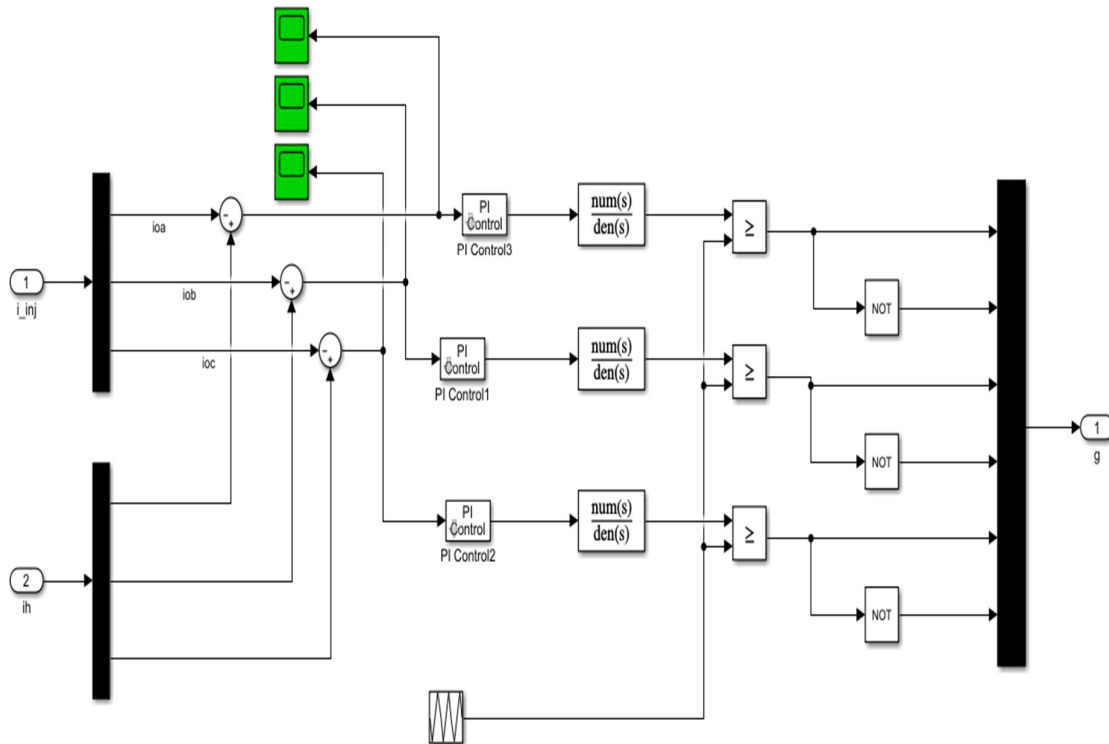 ioa
PI
Control
PI Control3
num(s)
den(s)
≥
1
i_inj
iob
NOT
ioc
PI
Control
PI Control1
num(s)
den(s)
≥
1
g
NOT
PI
Control
PI Control2
num(s)
den(s)
≥
2
ih
NOT